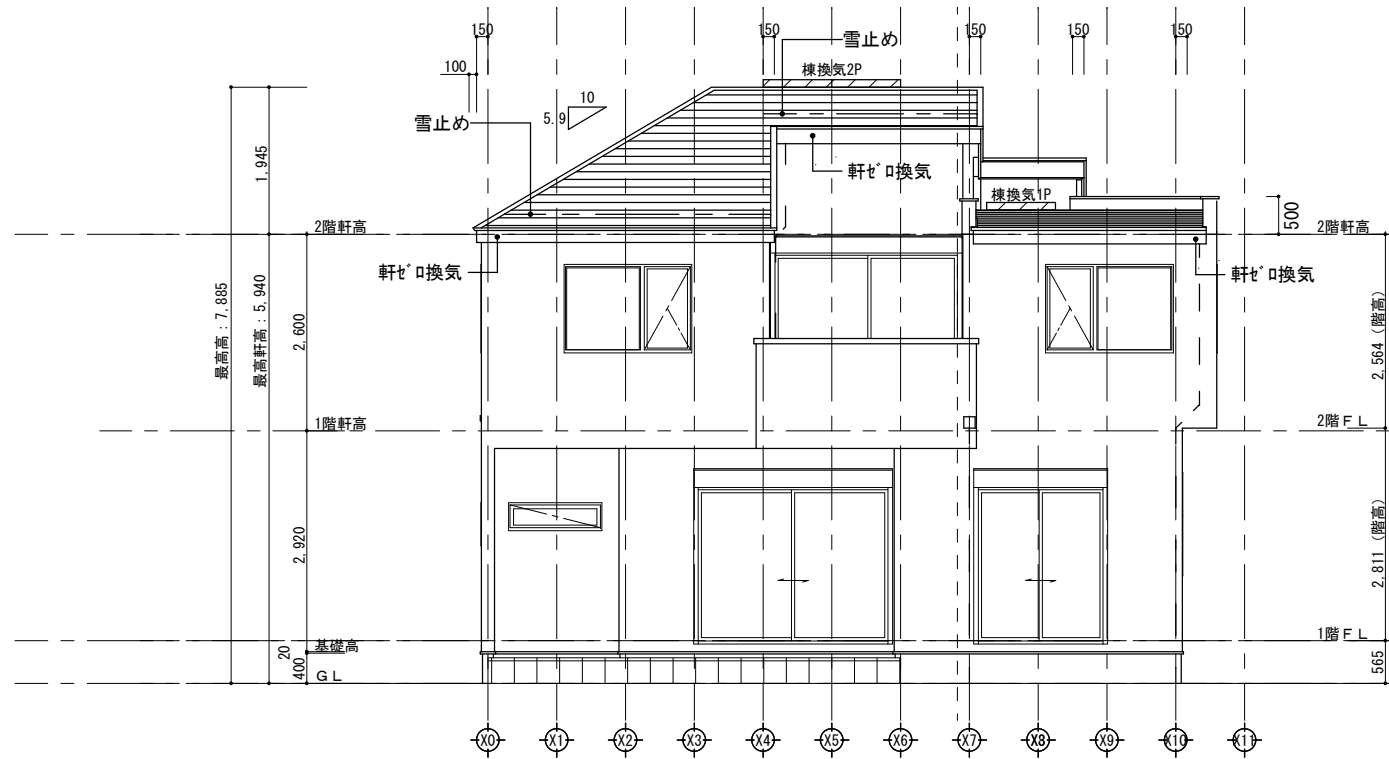 150
150
150
150
150
雪止め
100
棟換気2P
10
5.9
雪止め
1,945
軒ｾﾞﾛ換気
棟換気1P
500
2階軒高
2階軒高
軒ｾﾞﾛ換気
軒ｾﾞﾛ換気
最高高：7,885
最高軒高：5,940
2,600
2,564 (階高)
1階軒高
2階ＦＬ
2,920
2,811 (階高)
1階ＦＬ
基礎高
20
400
ＧＬ
565
X0
X1
X2
X3
X4
X5
X6
X7
X8
X9
X10
X11